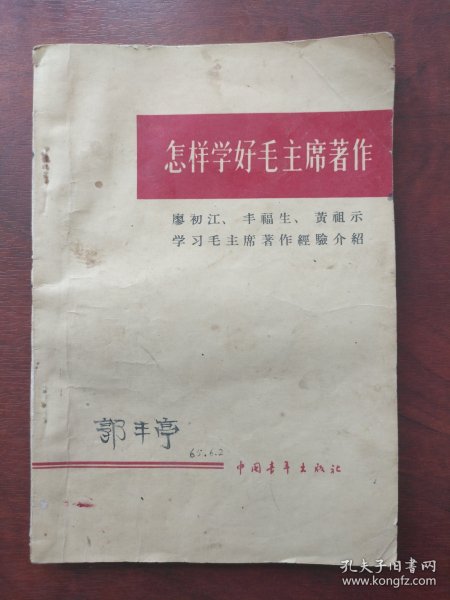 怎样学好毛主席著作
廖初江、丰福生、黄祖示
学习毛主席著作經驗介紹
郭丰亭
65.6.2
中国青年出版社
孔夫子旧书网
www.kongfz.com